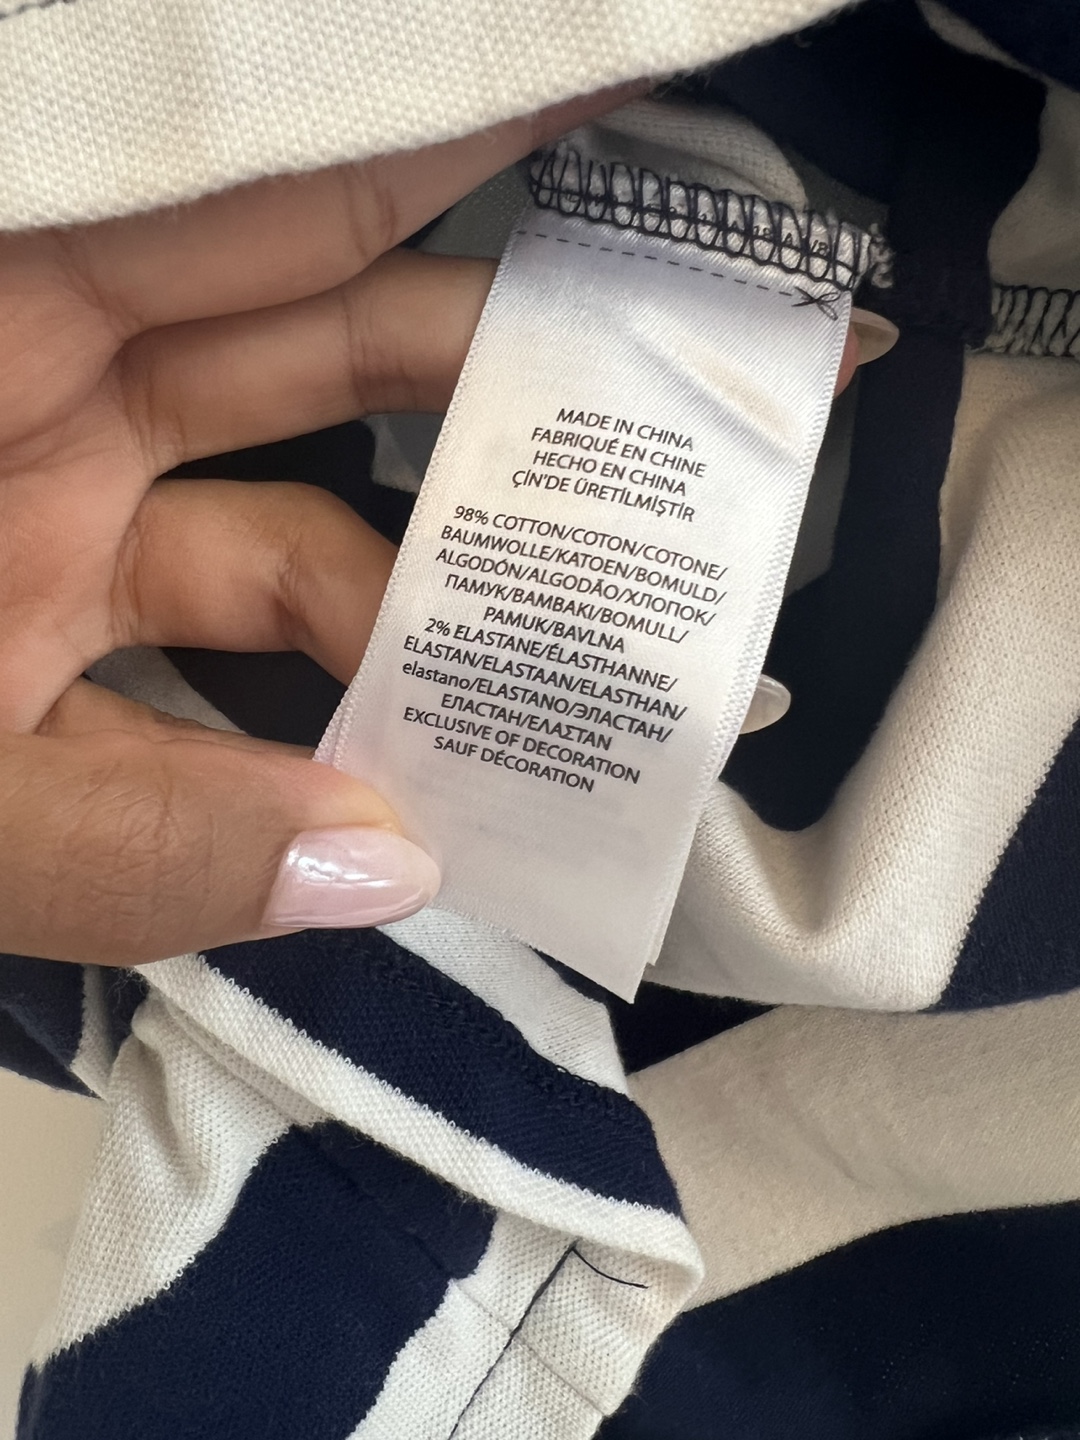 MADE IN CHINA
FABRIQUÉ EN CHINE
HECHO EN CHINA
ÇİN'DE ÜRETİLMİŞTİR
98% COTTON/COTON/COTONE/
BAUMWOLLE/KATOEN/BOMULD/
ALGODÓN/ALGODÃO/ХЛОПОК/
ПАМУК/BAMBAKI/BOMULL/
PAMUK/BAVLNA
2% ELASTANE/ÉLASTHANNE/
ELASTAN/ELASTAAN/ELASTHAN/
elastano/ELASTANO/ЭЛАСТАН/
ЕЛАСТАН/ΕΛΑΣΤΑΝ
EXCLUSIVE OF DECORATION
SAUF DÉCORATION